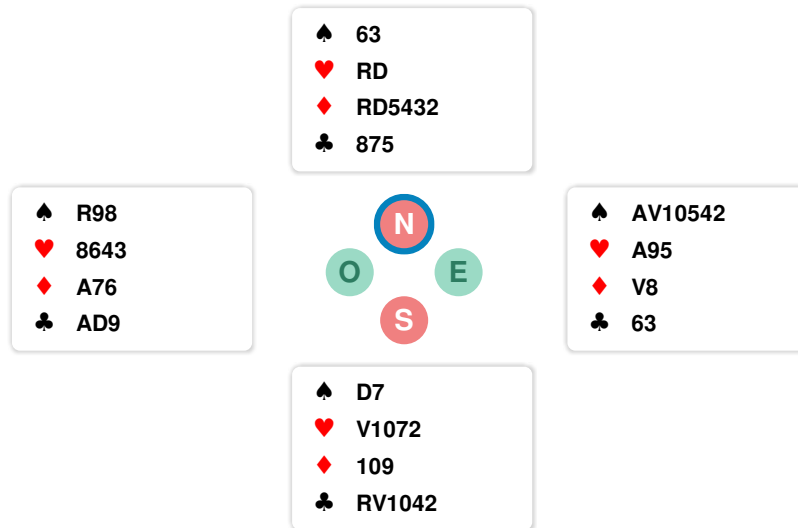 ♠ 63
♥ RD
♦ RD5432
♣ 875
♠ R98
♥ 8643
♦ A76
♣ AD9
N
O E
S
♠ AV10542
♥ A95
♦ V8
♣ 63
♠ D7
♥ V1072
♦ 109
♣ RV1042